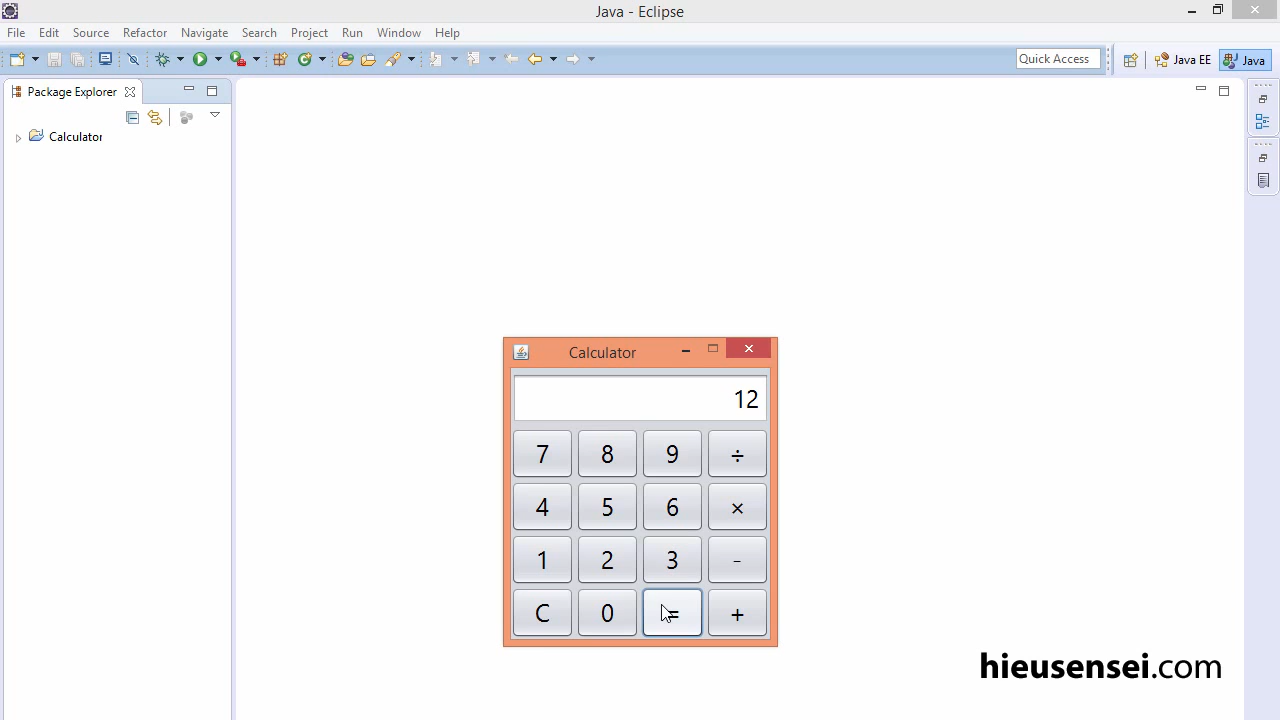 Java - Eclipse
File Edit Source Refactor Navigate Search Project Run Window Help
Quick Access
Java EE
Java
Package Explorer
Calculator
Calculator
12
7 8 9 ÷
4 5 6 ×
1 2 3 -
C 0 = +
hieusensei.com